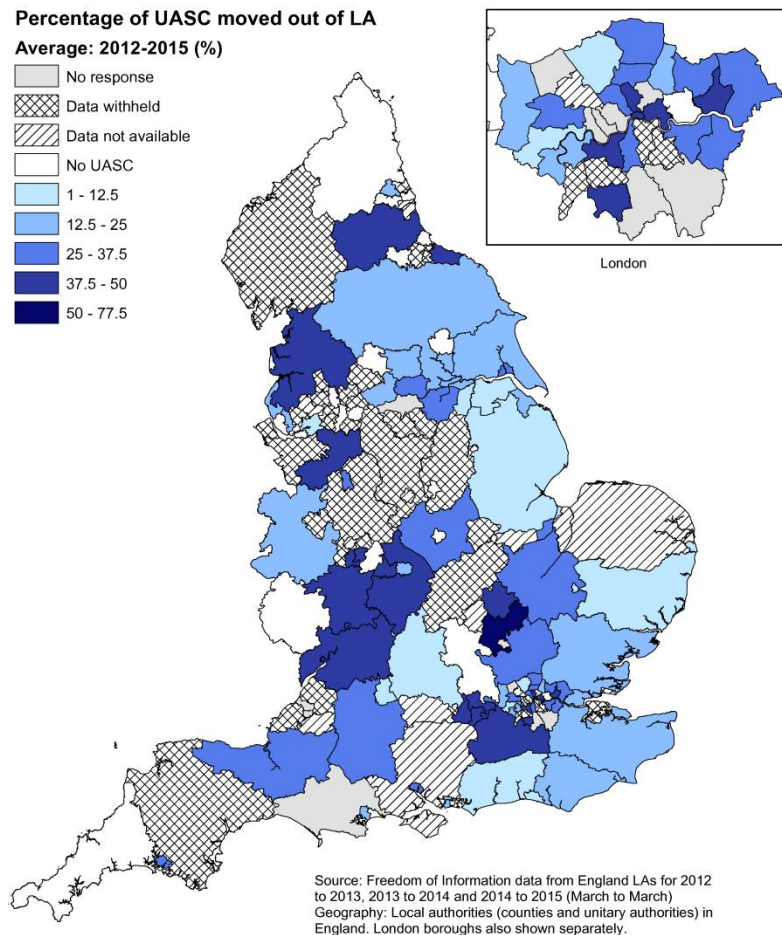 Percentage of UASC moved out of LA
Average: 2012-2015 (%)
No response
Data withheld
Data not available
No UASC
1 - 12.5
12.5 - 25
25 - 37.5
37.5 - 50
50 - 77.5
London
Source: Freedom of Information data from England LAs for 2012
to 2013, 2013 to 2014 and 2014 to 2015 (March to March)
Geography: Local authorities (counties and unitary authorities) in
England. London boroughs also shown separately.